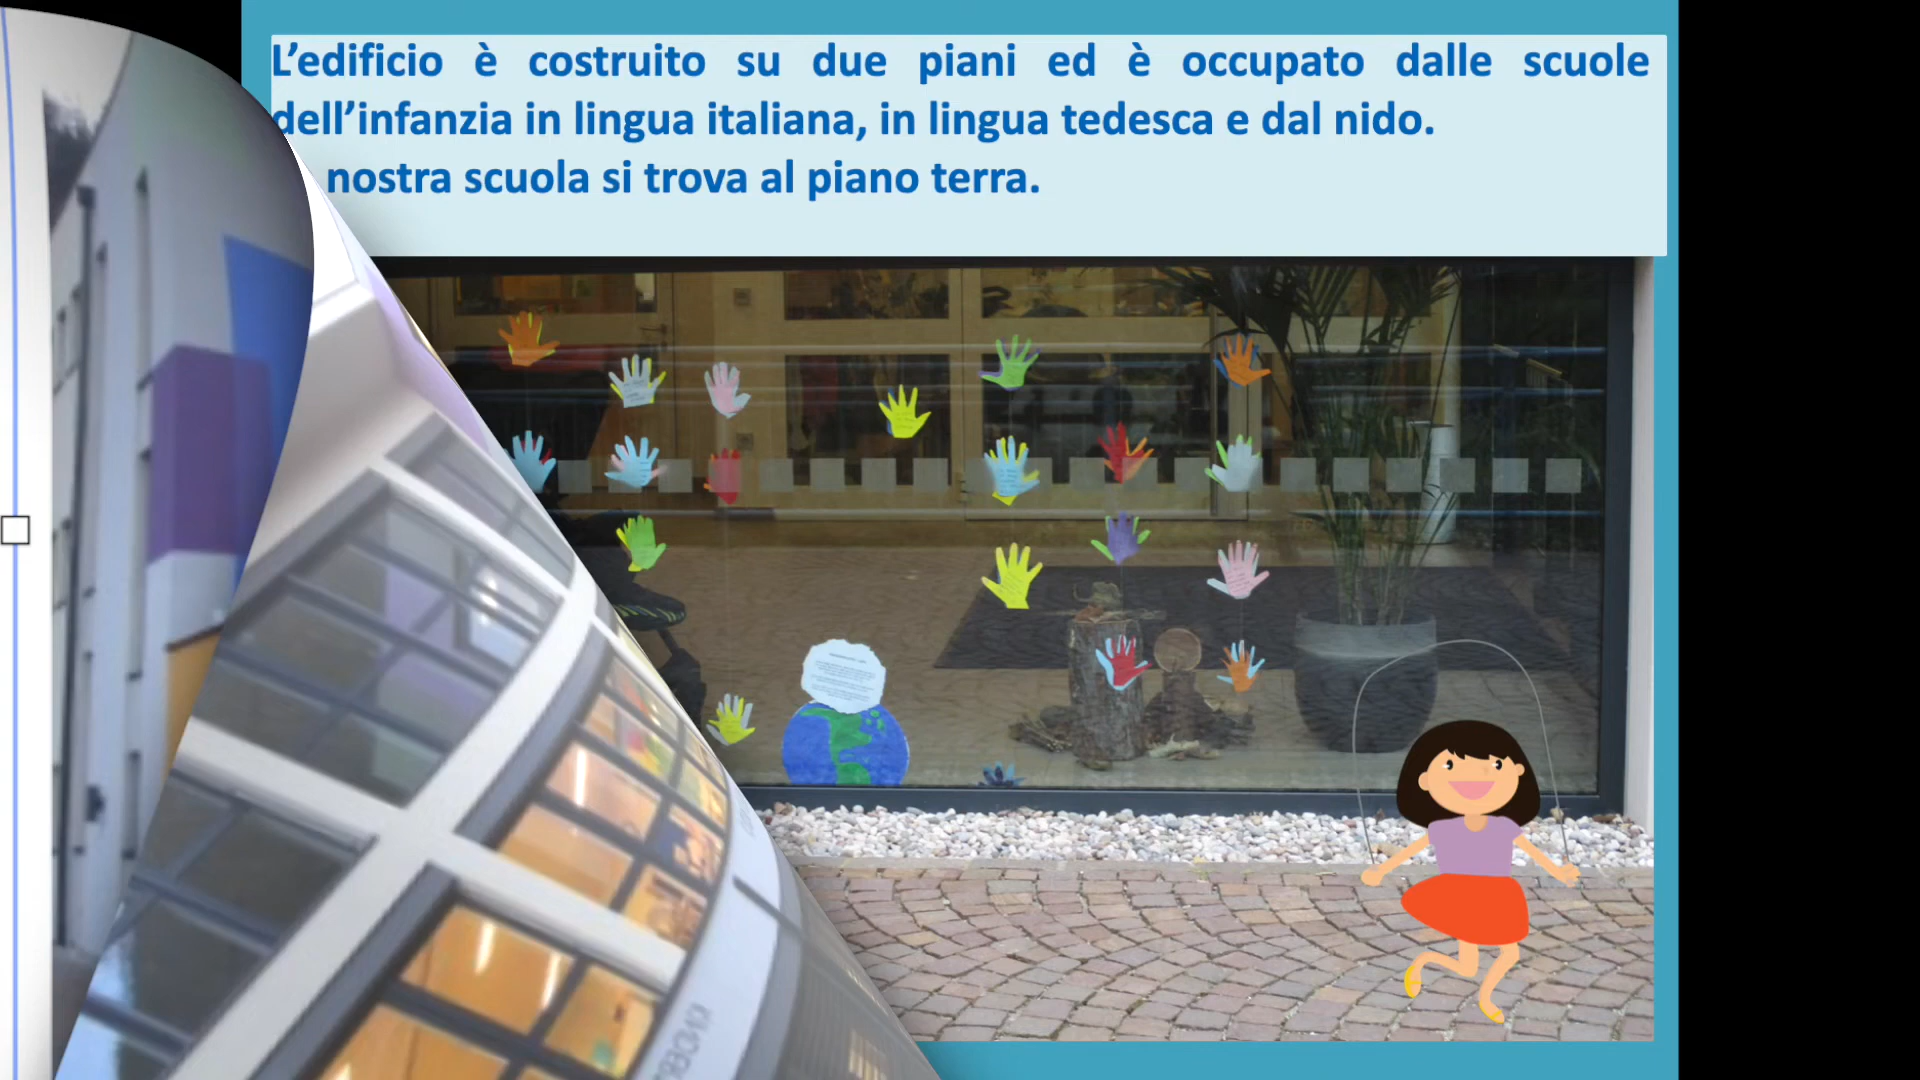 L’edificio è costruito su due piani ed è occupato dalle scuole
dell’infanzia in lingua italiana, in lingua tedesca e dal nido.
nostra scuola si trova al piano terra.